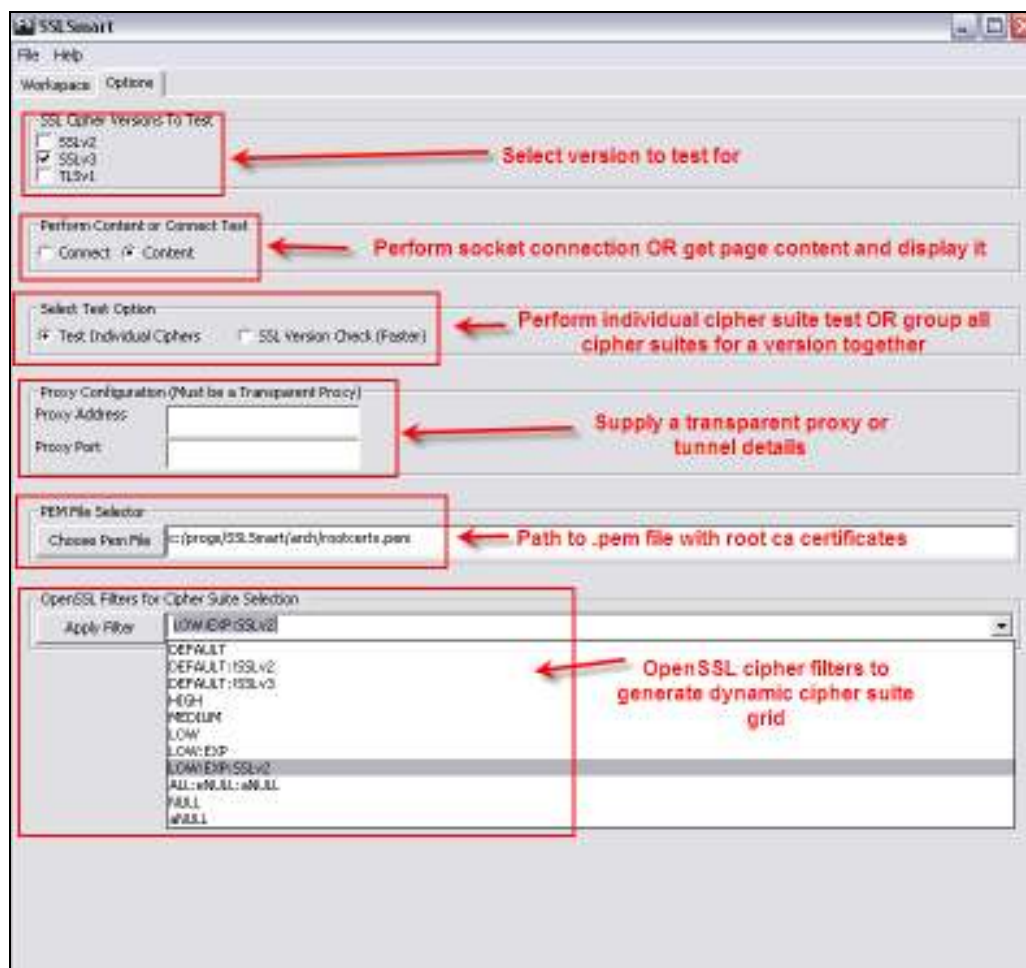 SSLSmart
File Help
Workspace Options
SSL Cipher Versions To Test
SSLv2
SSLv3
TLSv1
Select version to test for
Perform Content or Connect Test
Connect Content
Perform socket connection OR get page content and display it
Select Test Option
Test Individual Ciphers SSL Version Check (Faster)
Perform individual cipher suite test OR group all
cipher suites for a version together
Proxy Configuration (Must be a Transparent Proxy)
Proxy Address
Proxy Port
Supply a transparent proxy or
tunnel details
PEM File Selector
Choose Pem File c:/progs/SSLSmart/arch/rootcerts.pem
Path to .pem file with root ca certificates
OpenSSL Filters for Cipher Suite Selection
Apply Filter LOW:EXP:SSLv2
DEFAULT
DEFAULT:!SSLv2
DEFAULT:!SSLv3
HIGH
MEDIUM
LOW
LOW:EXP
LOW:EXP:SSLv2
ALL:eNULL:aNULL
NULL
aNULL
OpenSSL cipher filters to
generate dynamic cipher suite
grid